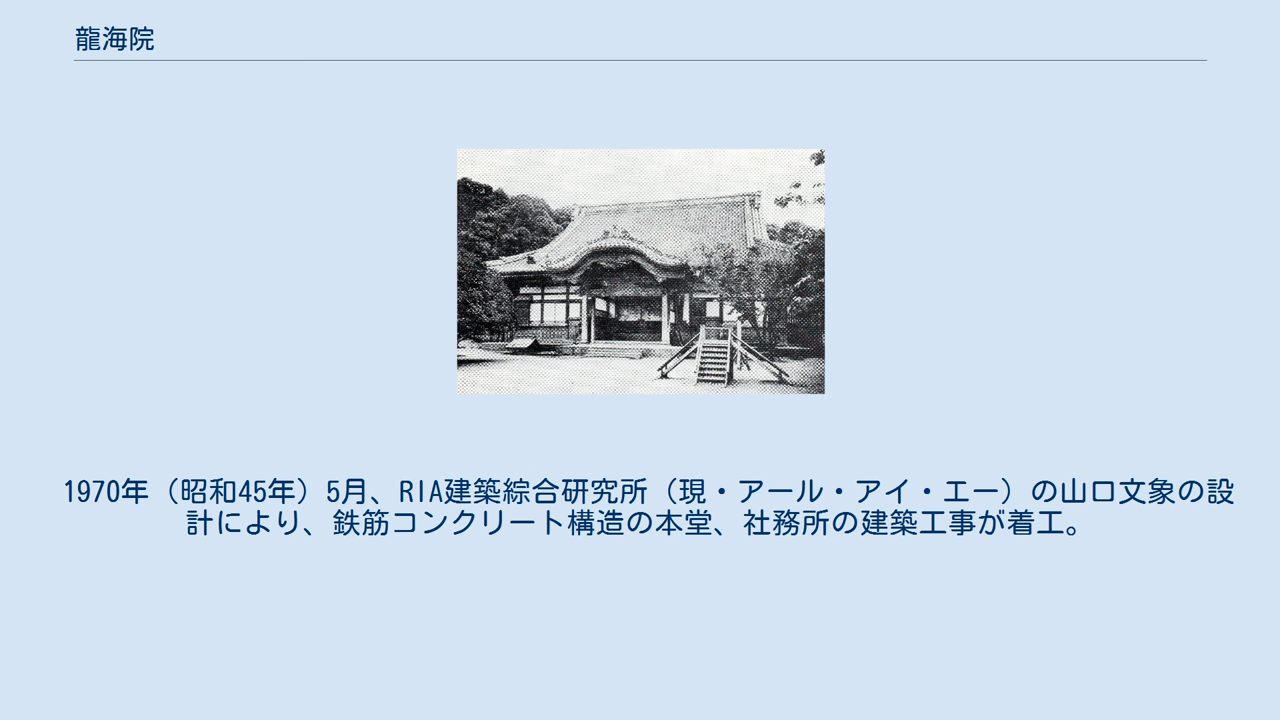 龍海院
1970年（昭和45年）5月、RIA建築綜合研究所（現・アール・アイ・エー）の山口文象の設
計により、鉄筋コンクリート構造の本堂、社務所の建築工事が着工。